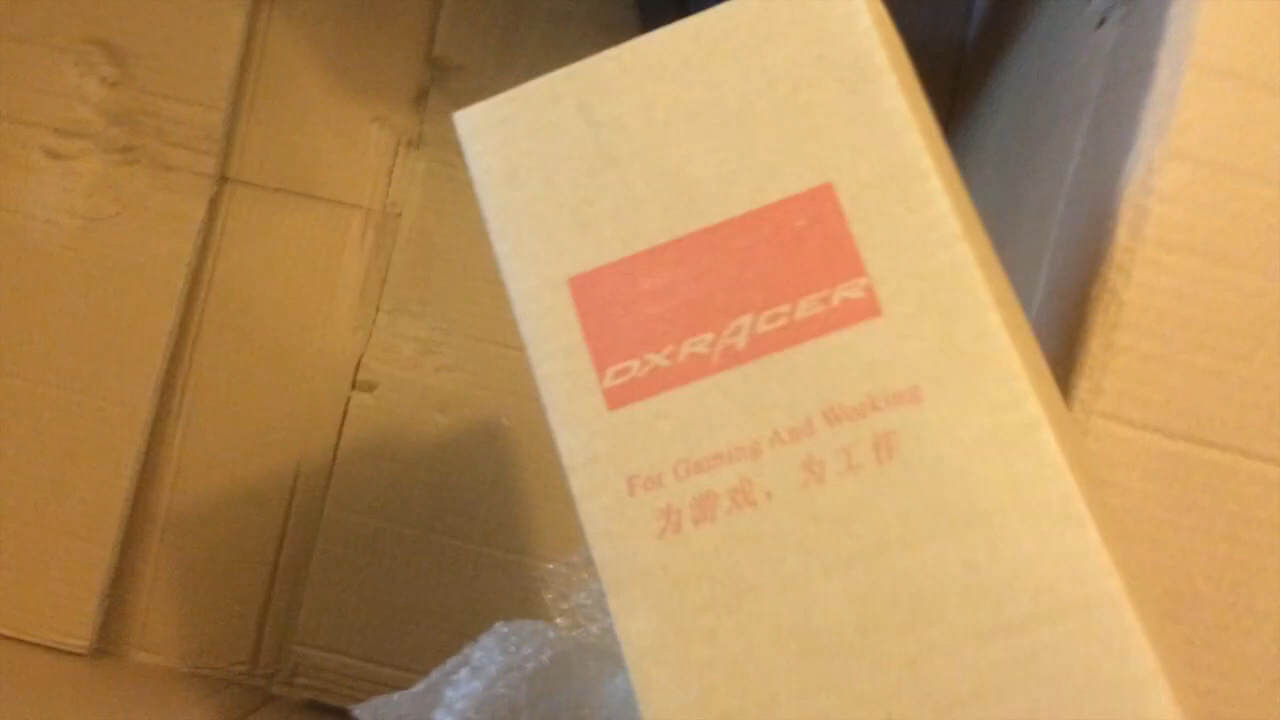 DXRACER
For Gaming And Working
为游戏，为工作